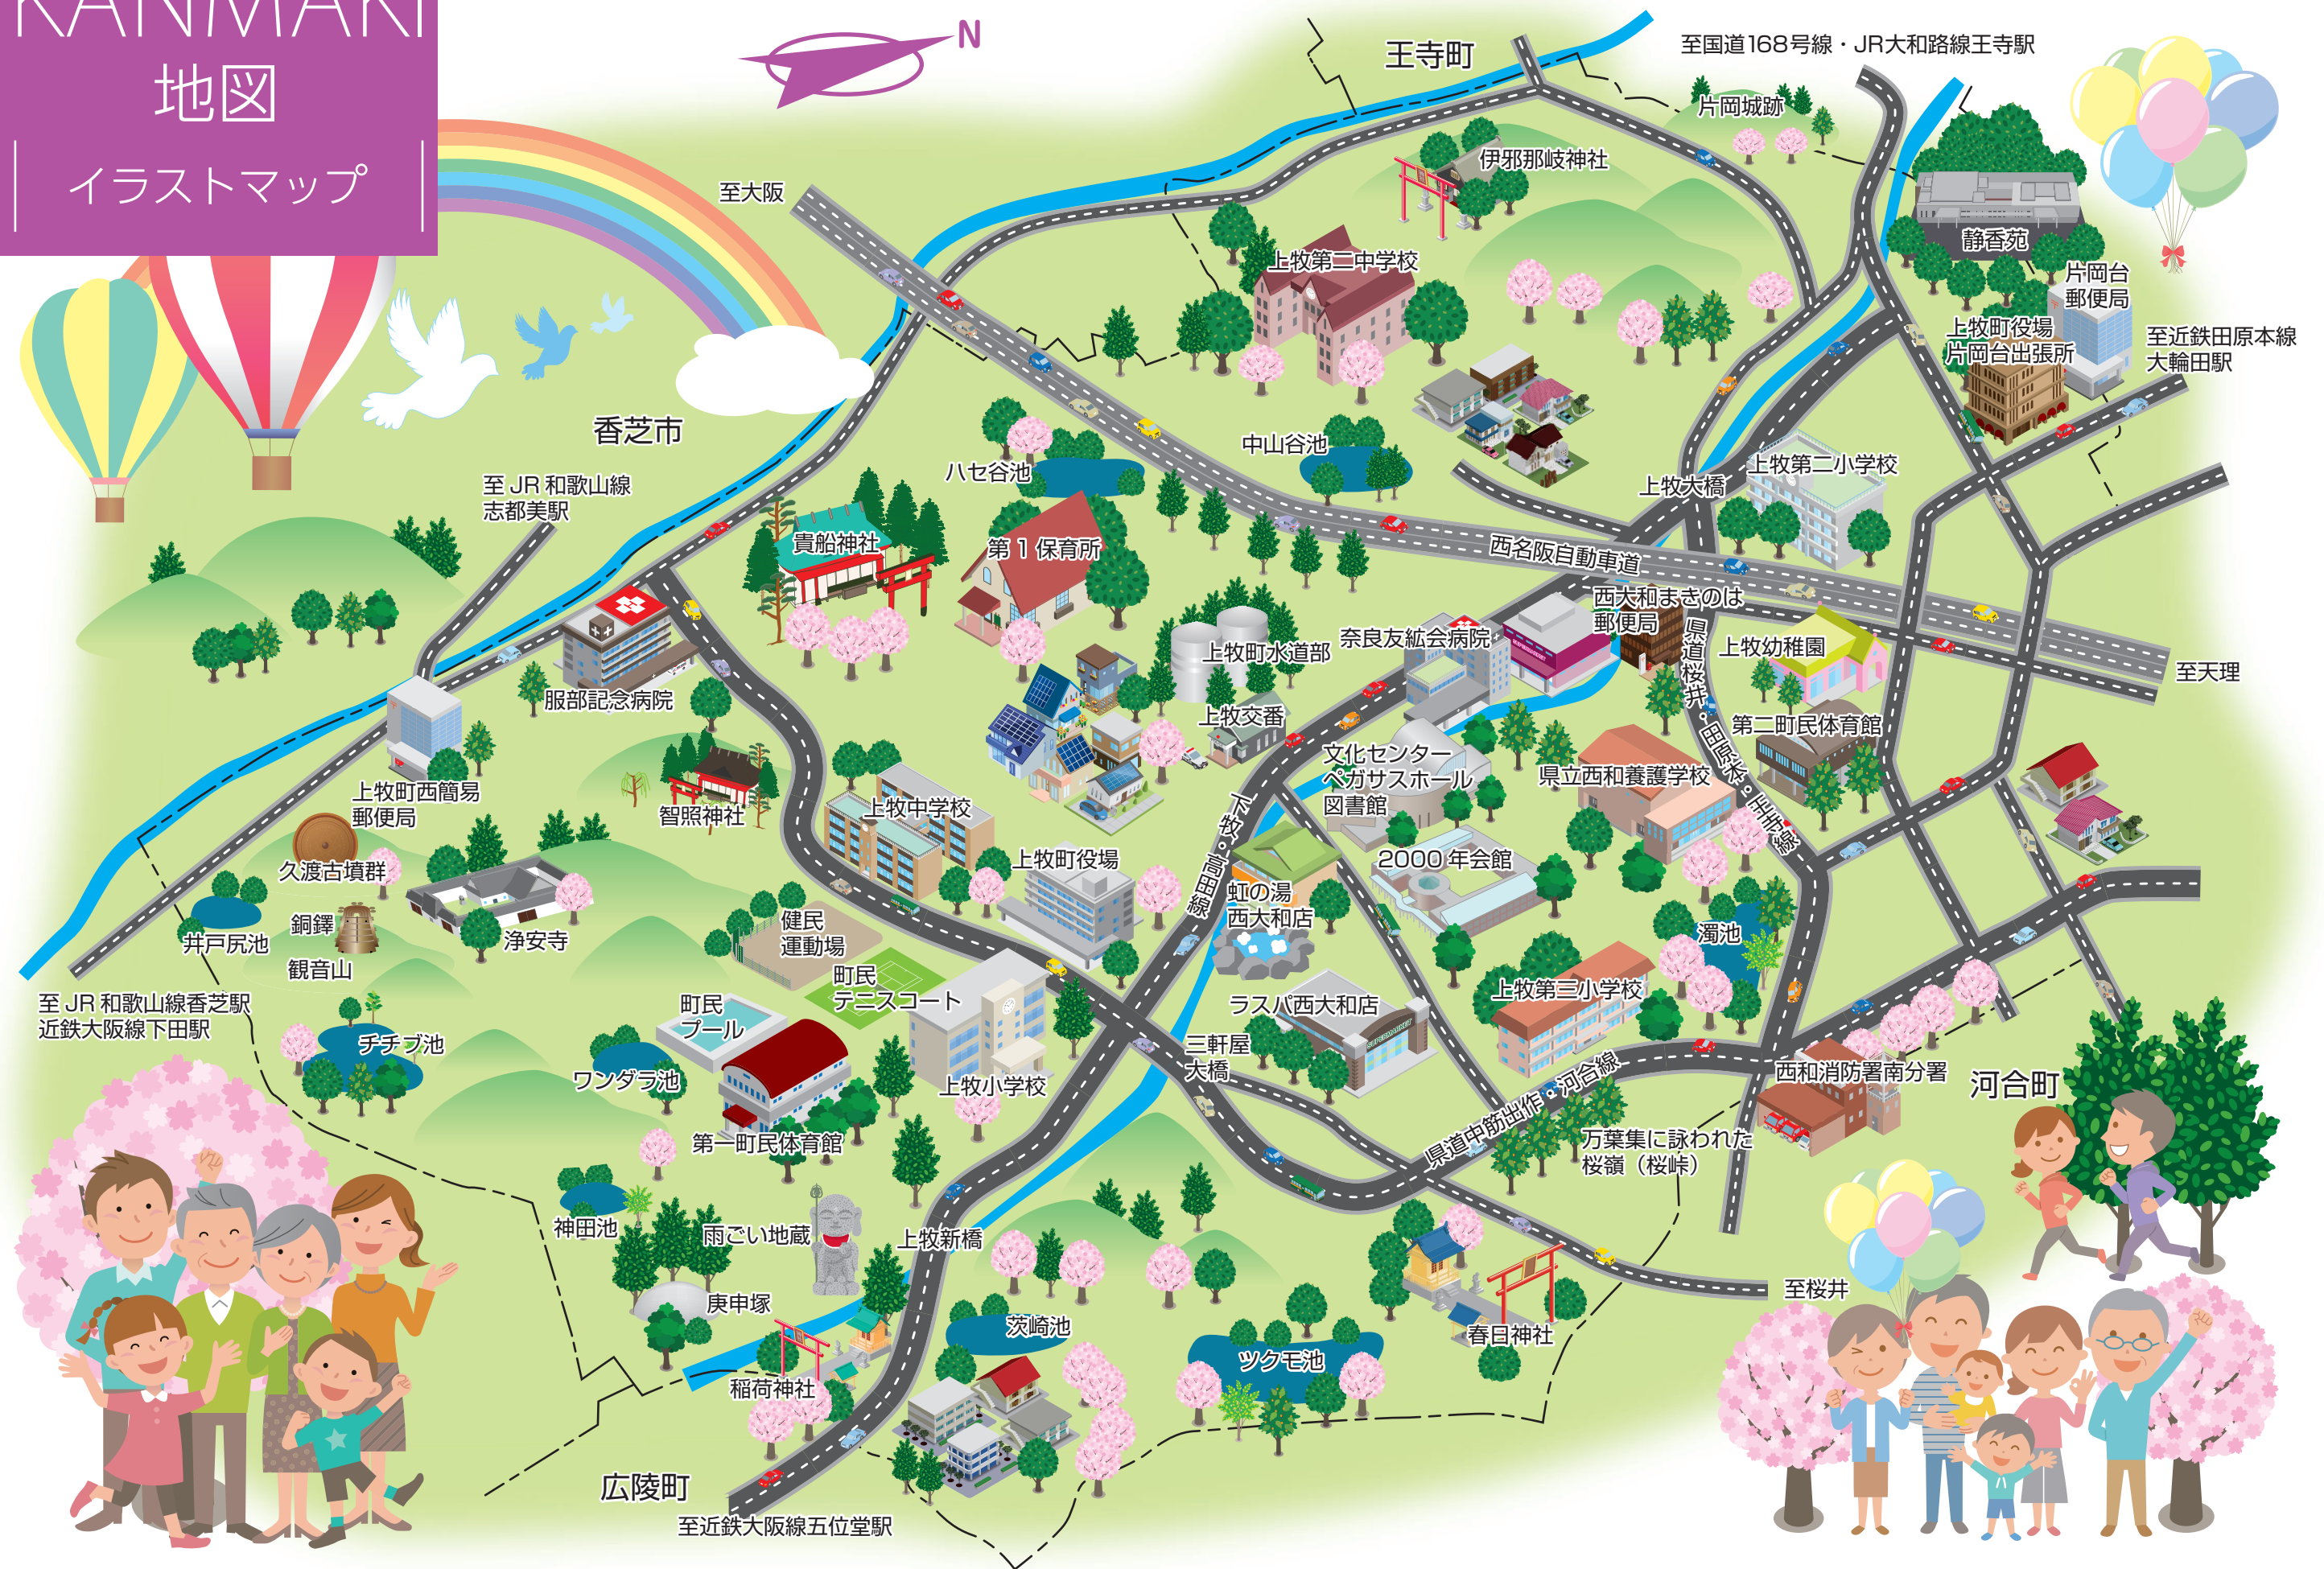 KANMAKI
地図
イラストマップ
N
王寺町
至国道168号線・JR大和路線王寺駅
片岡城跡
伊邪那岐神社
至大阪
静香苑
上牧第二中学校
片岡台
郵便局
上牧町役場
片岡台出張所
至近鉄田原本線
大輪田駅
香芝市
ハセ谷池
中山谷池
上牧第二小学校
上牧大橋
至JR和歌山線
志都美駅
貴船神社
第1保育所
西名阪自動車道
西大和まきのは
郵便局
上牧町水道部
奈良友紘会病院
県道桜井・田原本・王寺線
上牧幼稚園
至天理
服部記念病院
上牧交番
第二町民体育館
文化センター
ペガサスホール
図書館
県立西和養護学校
上牧町西簡易
郵便局
智照神社
上牧中学校
下牧・高田線
久渡古墳群
上牧町役場
2000年会館
虹の湯
西大和店
銅鐸
井戸尻池
浄安寺
健民
運動場
濁池
観音山
町民
テニスコート
上牧第三小学校
至JR和歌山線香芝駅
近鉄大阪線下田駅
町民
プール
ラスパ西大和店
SUPERMARKET
チチブ池
三軒屋
大橋
ワンダラ池
上牧小学校
西和消防署南分署
河合町
県道中筋出作・河合線
第一町民体育館
万葉集に詠われた
桜嶺（桜峠）
神田池
雨ごい地蔵
上牧新橋
至桜井
庚申塚
茨崎池
春日神社
ツクモ池
稲荷神社
広陵町
至近鉄大阪線五位堂駅